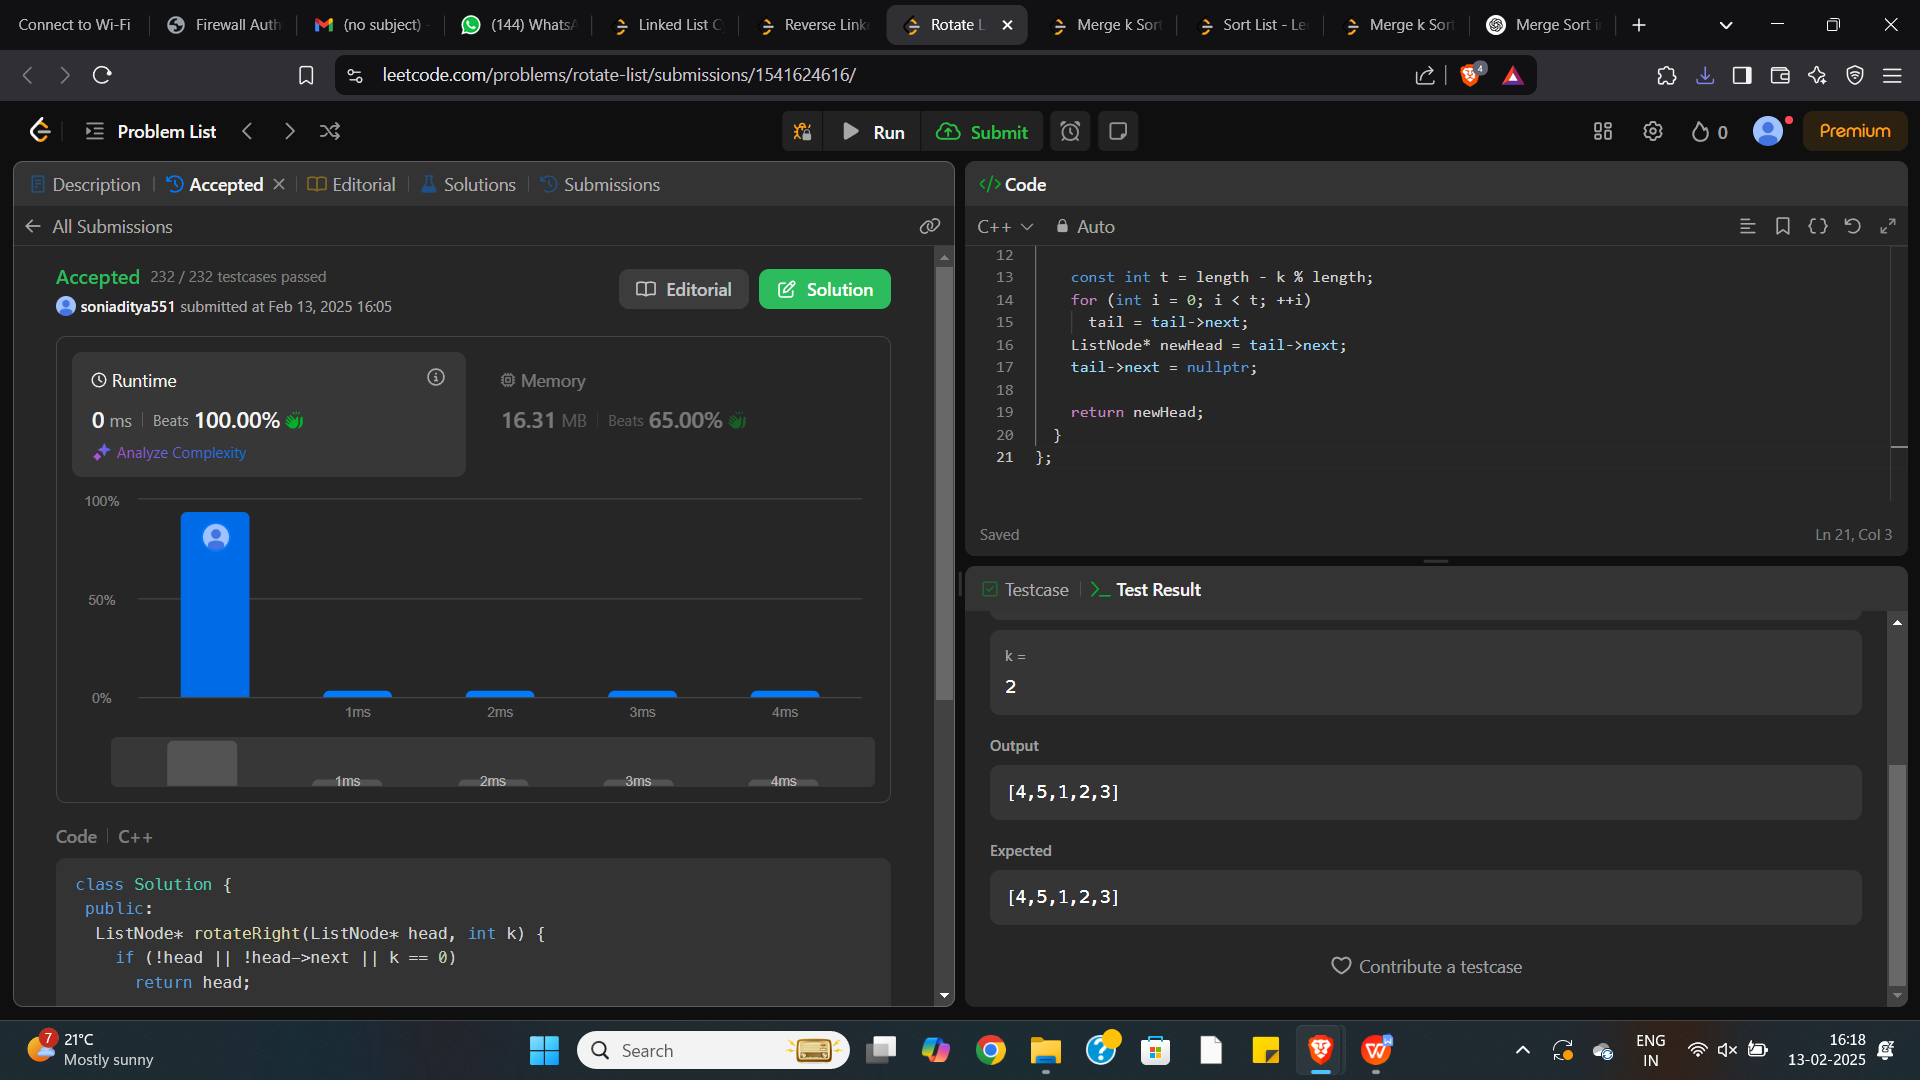 Connect to Wi-Fi
Firewall Auth
(no subject)
(144) WhatsA
Linked List C
Reverse Link
Rotate L
Merge k Sor
Sort List - Le
Merge k Sor
Merge Sort i
leetcode.com/problems/rotate-list/submissions/1541624616/
4
Problem List
Run
Submit
0
Premium
Description
Accepted
Editorial
Solutions
Submissions
All Submissions
Accepted 232 / 232 testcases passed
soniaditya551 submitted at Feb 13, 2025 16:05
Editorial
Solution
Runtime
0 ms Beats 100.00%
Analyze Complexity
Memory
16.31 MB Beats 65.00%
100%
50%
0%
1ms
2ms
3ms
4ms
1ms
2ms
3ms
4ms
Code C++
class Solution {
public:
ListNode* rotateRight(ListNode* head, int k) {
if (!head || !head->next || k == 0)
return head;
</> Code
C++ Auto
12
13 const int t = length - k % length;
14 for (int i = 0; i < t; ++i)
15 tail = tail->next;
16 ListNode* newHead = tail->next;
17 tail->next = nullptr;
18
19 return newHead;
20 }
21 };
Saved
Ln 21, Col 3
Testcase
Test Result
k =
2
Output
[4,5,1,2,3]
Expected
[4,5,1,2,3]
Contribute a testcase
7
21°C
Mostly sunny
Search
ENG
IN
16:18
13-02-2025